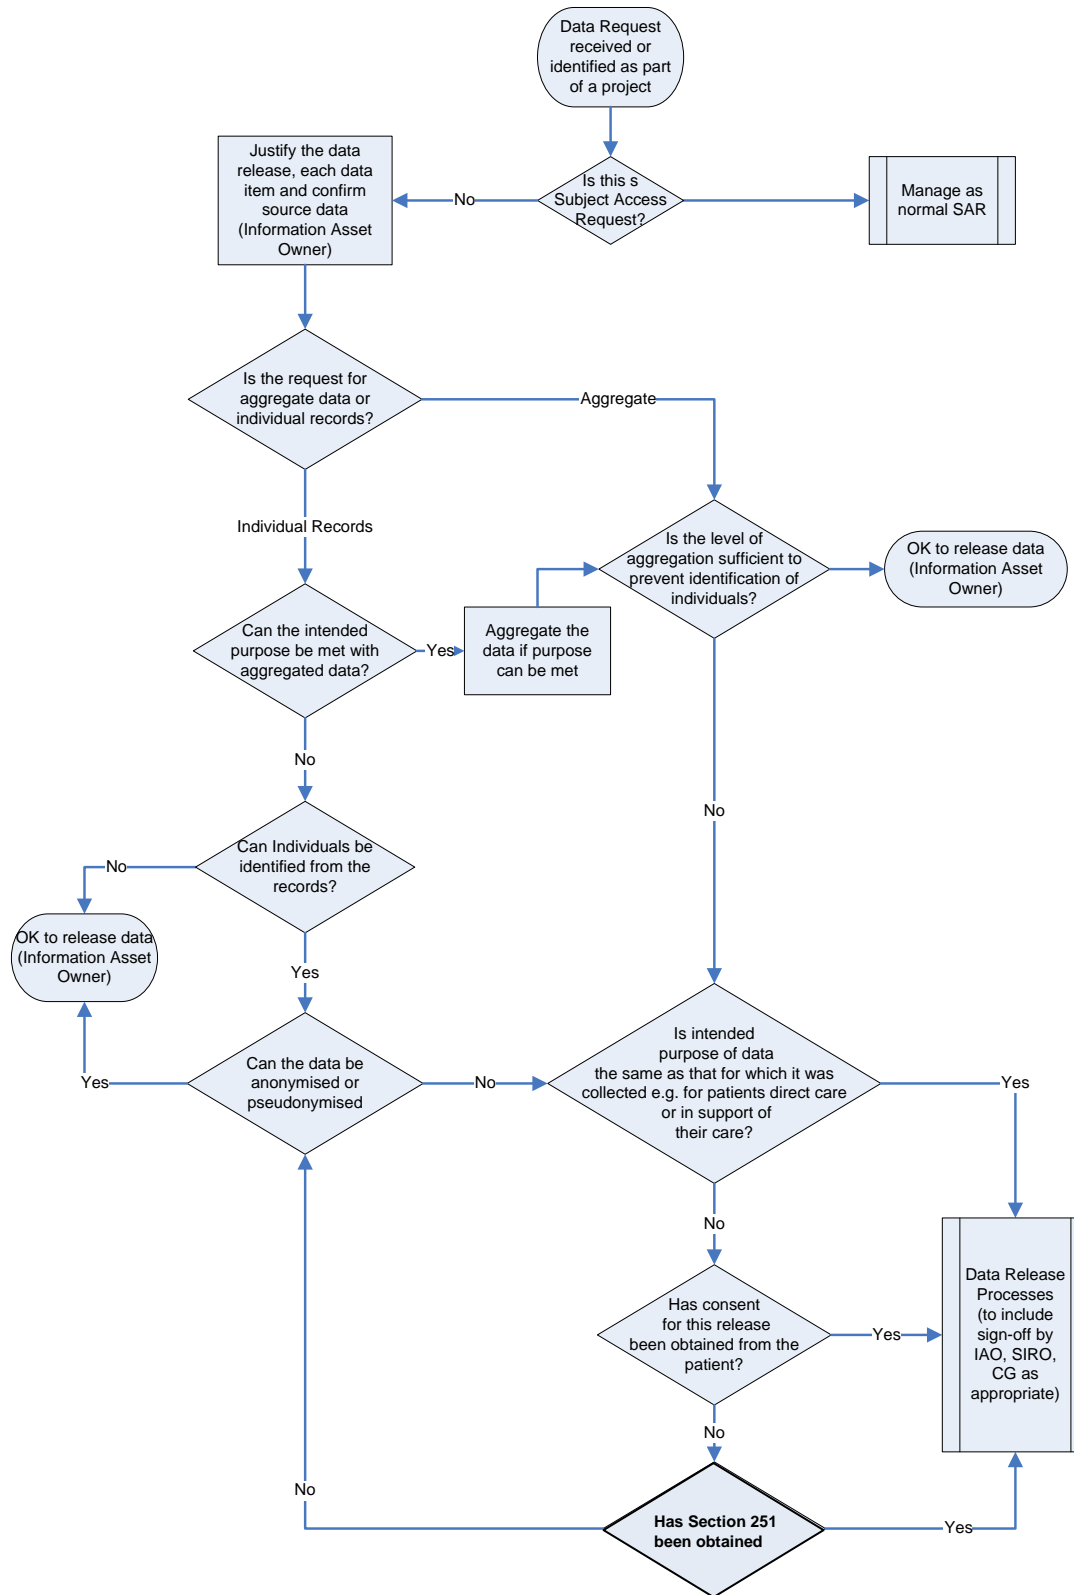 Data Request
received or
identified as part
of a project
Justify the data
release, each data
item and confirm
source data
(Information Asset
Owner)
No
Is this s
Subject Access
Request?
Manage as
normal SAR
Is the request for
aggregate data or
individual records?
Aggregate
Individual Records
Is the level of
aggregation sufficient to
prevent identification of
individuals?
OK to release data
(Information Asset
Owner)
Can the intended
purpose be met with
aggregated data?
Yes
Aggregate the
data if purpose
can be met
No
No
Can Individuals be
identified from the
records?
No
OK to release data
(Information Asset
Owner)
Yes
Can the data be
anonymised or
pseudonymised
Yes
No
Is intended
purpose of data
the same as that for which it was
collected e.g. for patients direct care
or in support of
their care?
Yes
No
Has consent
for this release
been obtained from the
patient?
Yes
Data Release
Processes
(to include
sign-off by
IAO, SIRO,
CG as
appropriate)
No
No
Has Section 251
been obtained
Yes